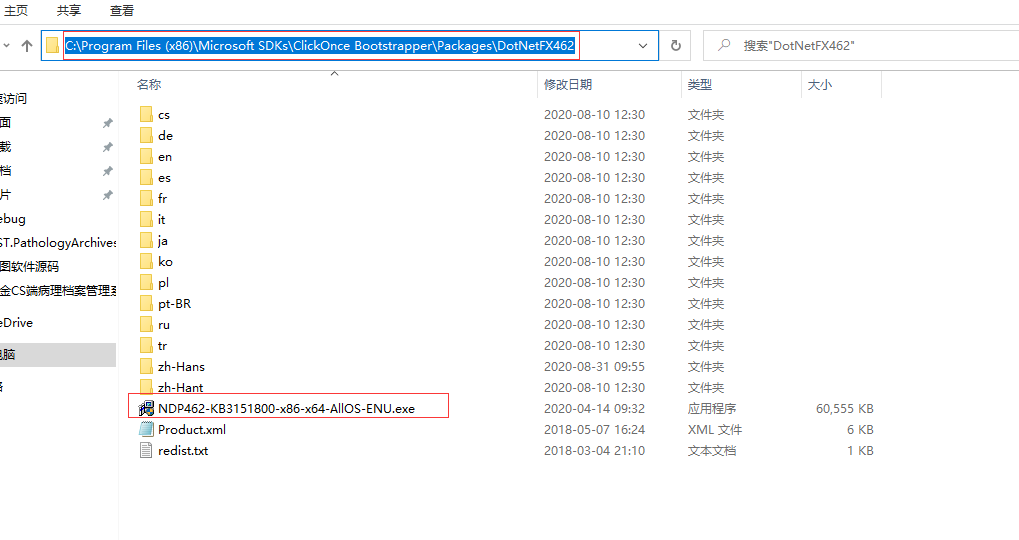 主页 共享 查看
C:\Program Files (x86)\Microsoft SDKs\ClickOnce Bootstrapper\Packages\DotNetFX462 搜索"DotNetFX462"
名称 修改日期 类型 大小
速访问
面
载
档
片
ebug
ST.PathologyArchives
图软件源码
金CS端病理档案管理系
eDrive
电脑
络
cs 2020-08-10 12:30 文件夹
de 2020-08-10 12:30 文件夹
en 2020-08-10 12:30 文件夹
es 2020-08-10 12:30 文件夹
fr 2020-08-10 12:30 文件夹
it 2020-08-10 12:30 文件夹
ja 2020-08-10 12:30 文件夹
ko 2020-08-10 12:30 文件夹
pl 2020-08-10 12:30 文件夹
pt-BR 2020-08-10 12:30 文件夹
ru 2020-08-10 12:30 文件夹
tr 2020-08-10 12:30 文件夹
zh-Hans 2020-08-31 09:55 文件夹
zh-Hant 2020-08-10 12:30 文件夹
NDP462-KB3151800-x86-x64-AllOS-ENU.exe 2020-04-14 09:32 应用程序 60,555 KB
Product.xml 2018-05-07 16:24 XML 文件 6 KB
redist.txt 2018-03-04 21:10 文本文档 1 KB